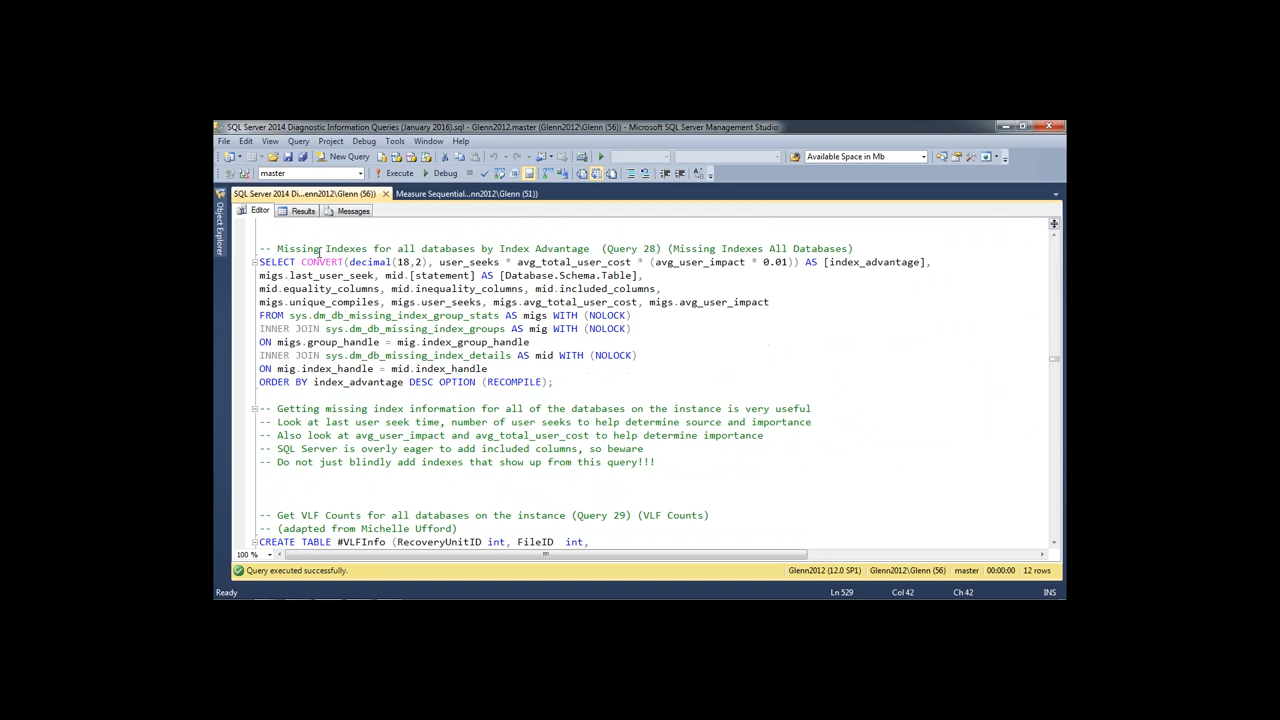 SQL Server 2014 Diagnostic Information Queries (January 2016).sql - Glenn2012.master (Glenn2012\Glenn (56)) - Microsoft SQL Server Management Studio
File Edit View Query Project Debug Tools Window Help
New Query Available Space in Mb
master Execute Debug
SQL Server 2014 Di...enn2012\Glenn (56)) Measure Sequential...nn2012\Glenn (51))
Object Explorer
Editor Results Messages
-- Missing Indexes for all databases by Index Advantage  (Query 28) (Missing Indexes All Databases)
SELECT CONVERT(decimal(18,2), user_seeks * avg_total_user_cost * (avg_user_impact * 0.01)) AS [index_advantage],
migs.last_user_seek, mid.[statement] AS [Database.Schema.Table],
mid.equality_columns, mid.inequality_columns, mid.included_columns,
migs.unique_compiles, migs.user_seeks, migs.avg_total_user_cost, migs.avg_user_impact
FROM sys.dm_db_missing_index_group_stats AS migs WITH (NOLOCK)
INNER JOIN sys.dm_db_missing_index_groups AS mig WITH (NOLOCK)
ON migs.group_handle = mig.index_group_handle
INNER JOIN sys.dm_db_missing_index_details AS mid WITH (NOLOCK)
ON mig.index_handle = mid.index_handle
ORDER BY index_advantage DESC OPTION (RECOMPILE);
-- Getting missing index information for all of the databases on the instance is very useful
-- Look at last user seek time, number of user seeks to help determine source and importance
-- Also look at avg_user_impact and avg_total_user_cost to help determine importance
-- SQL Server is overly eager to add included columns, so beware
-- Do not just blindly add indexes that show up from this query!!!
-- Get VLF Counts for all databases on the instance (Query 29) (VLF Counts)
-- (adapted from Michelle Ufford)
CREATE TABLE #VLFInfo (RecoveryUnitID int, FileID  int,
100 %
Query executed successfully. Glenn2012 (12.0 SP1) Glenn2012\Glenn (56) master 00:00:00 12 rows
Ready Ln 529 Col 42 Ch 42 INS